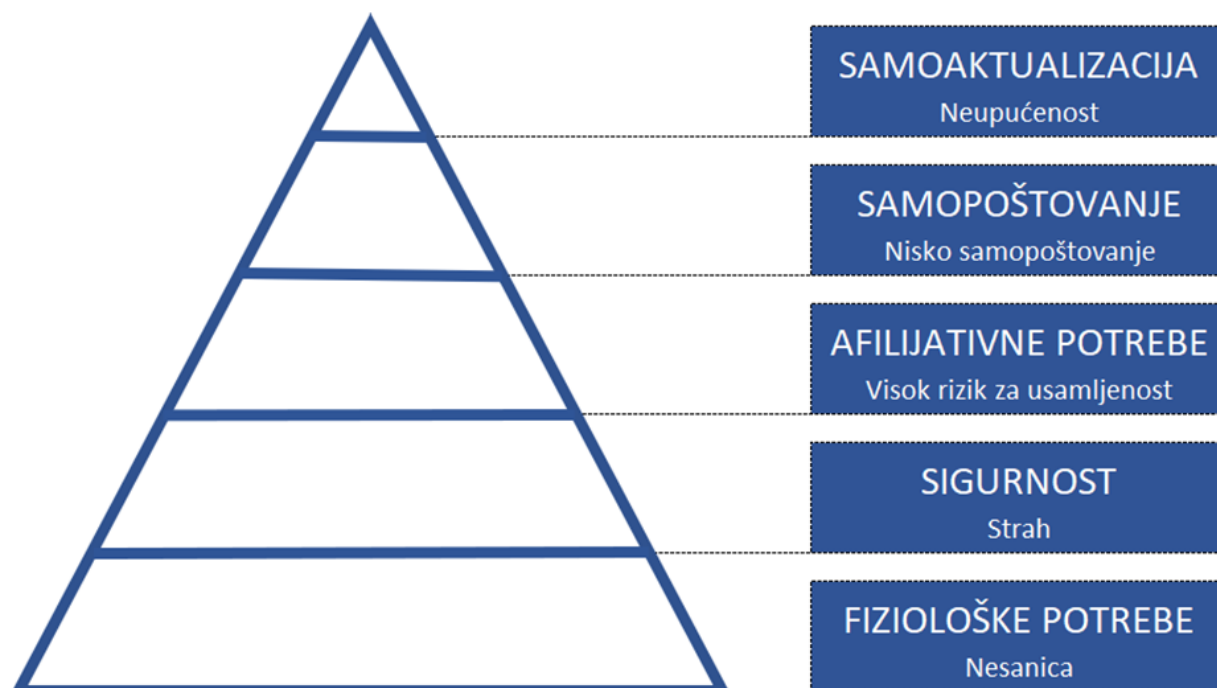 SAMOAKTUALIZACIJA
Neupućenost
SAMOPOŠTOVANJE
Nisko samopoštovanje
AFILIJATIVNE POTREBE
Visok rizik za usamljenost
SIGURNOST
Strah
FIZIOLOŠKE POTREBE
Nesanica